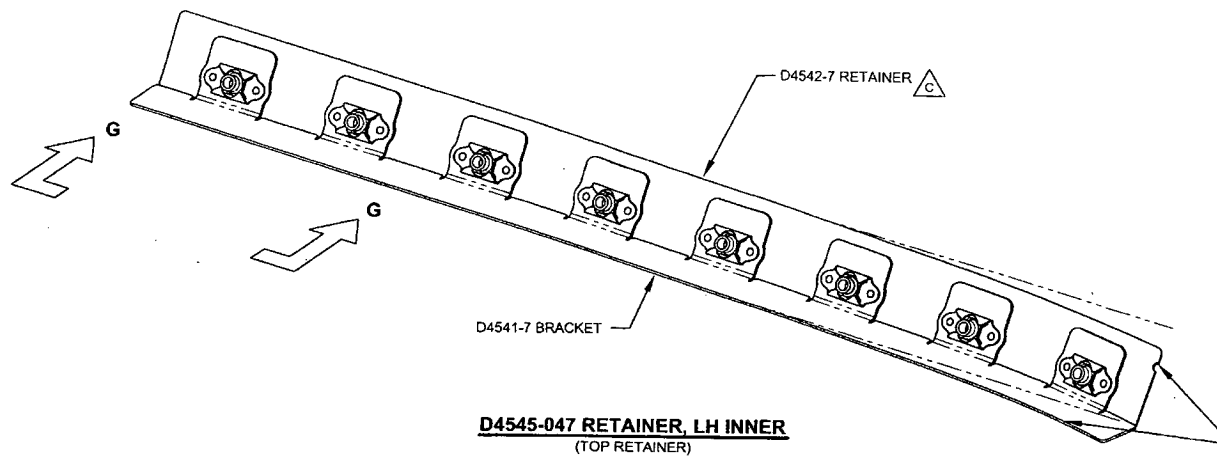 D4542-7 RETAINER C
G
G
D4541-7 BRACKET
D4545-047 RETAINER, LH INNER
(TOP RETAINER)